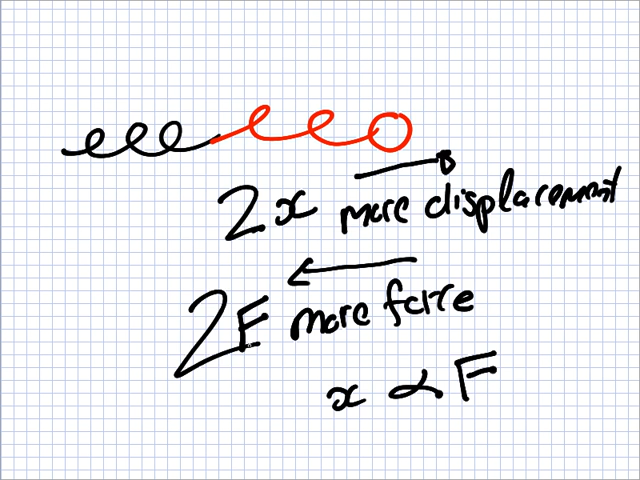 2x more displacement
2F more force
x ∝ F